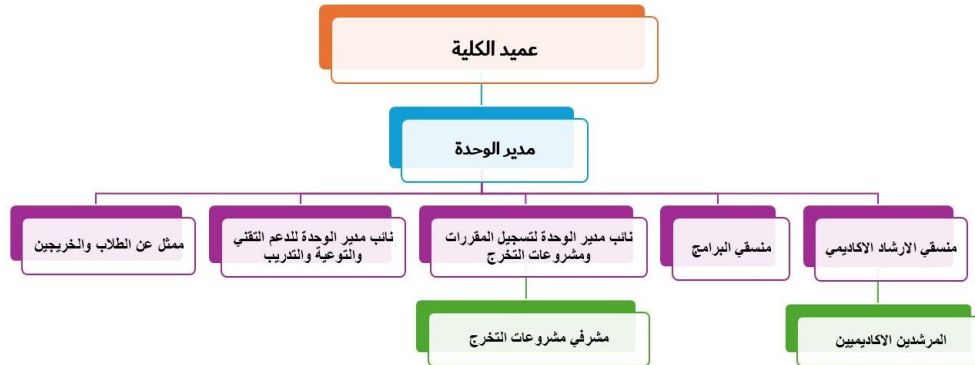 عميد الكلية
مدير الوحدة
منسقي الارشاد الاكاديمي
منسقي البرامج
نائب مدير الوحدة لتسجيل المقررات
ومشروعات التخرج
نائب مدير الوحدة للدعم التقني
والتوعية والتدريب
ممثل عن الطلاب والخريجين
المرشدين الاكاديميين
مشرفي مشروعات التخرج